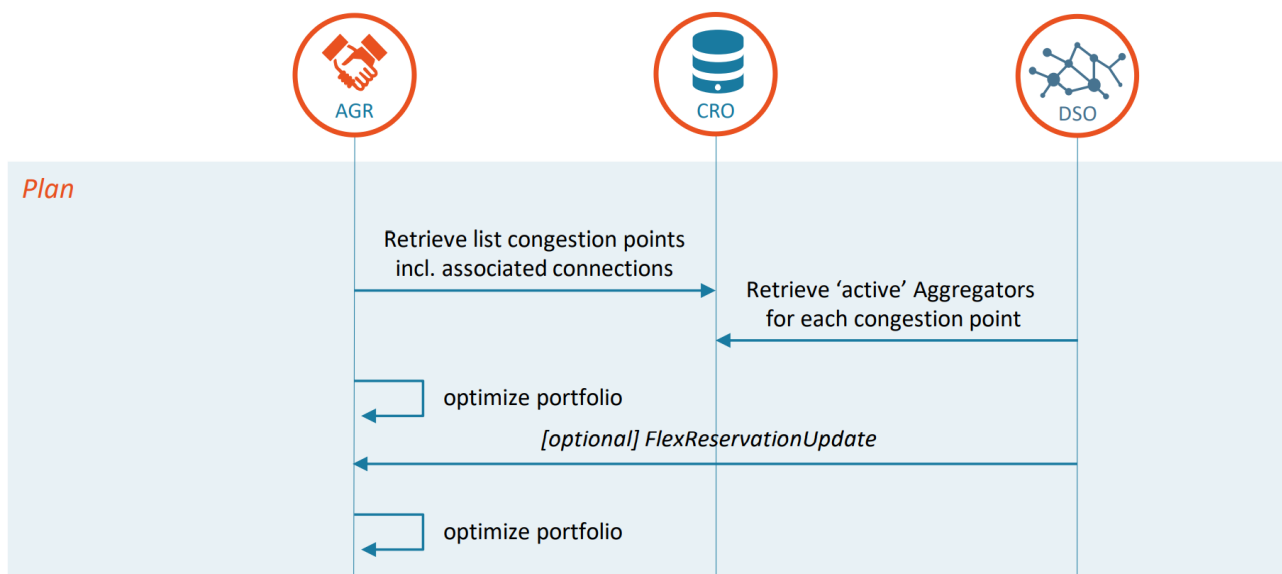 AGR
CRO
DSO
Plan
Retrieve list congestion points
incl. associated connections
Retrieve ‘active’ Aggregators
for each congestion point
optimize portfolio
[optional] FlexReservationUpdate
optimize portfolio